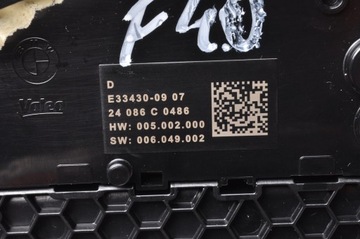 F40
Valeo
D
E33430-09 07
24 086 C 0486
HW: 005.002.000
SW: 006.049.002